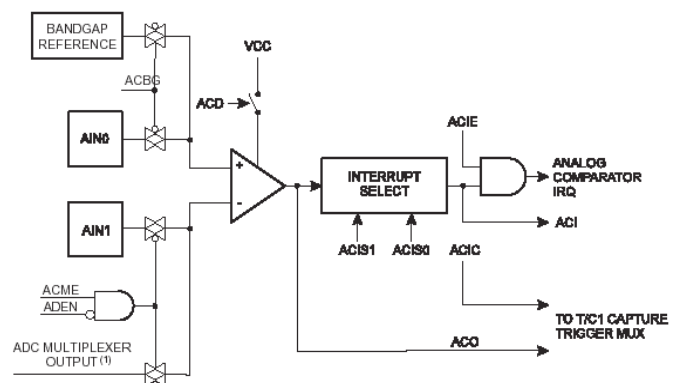 BANDGAP
REFERENCE
VCC
ACBG
ACD
ACIE
AIN0
+
-
INTERRUPT
SELECT
ANALOG
COMPARATOR
IRQ
ACI
AIN1
ACIS1
ACIS0
ACIC
ACME
ADEN
TO T/C1 CAPTURE
TRIGGER MUX
ADC MULTIPLEXER
OUTPUT (1)
ACO